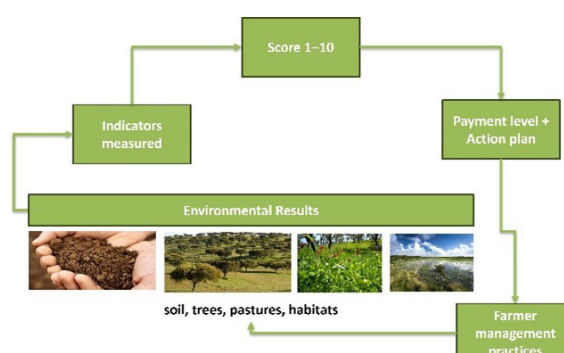 Score 1–10
Indicators
measured
Payment level +
Action plan
Environmental Results
soil, trees, pastures, habitats
Farmer
management
practices